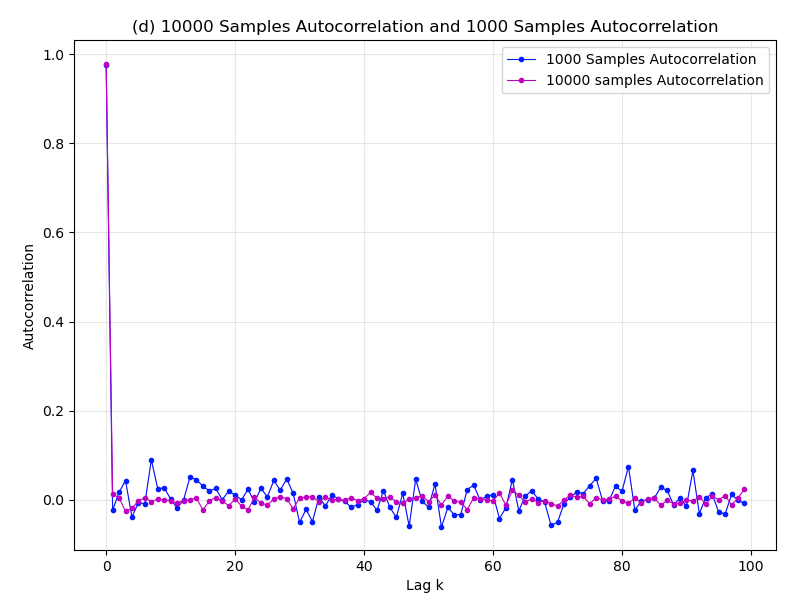 (d) 10000 Samples Autocorrelation and 1000 Samples Autocorrelation
1000 Samples Autocorrelation
10000 samples Autocorrelation
1.0
0.8
0.6
0.4
0.2
0.0
Autocorrelation
0 20 40 60 80 100
Lag k